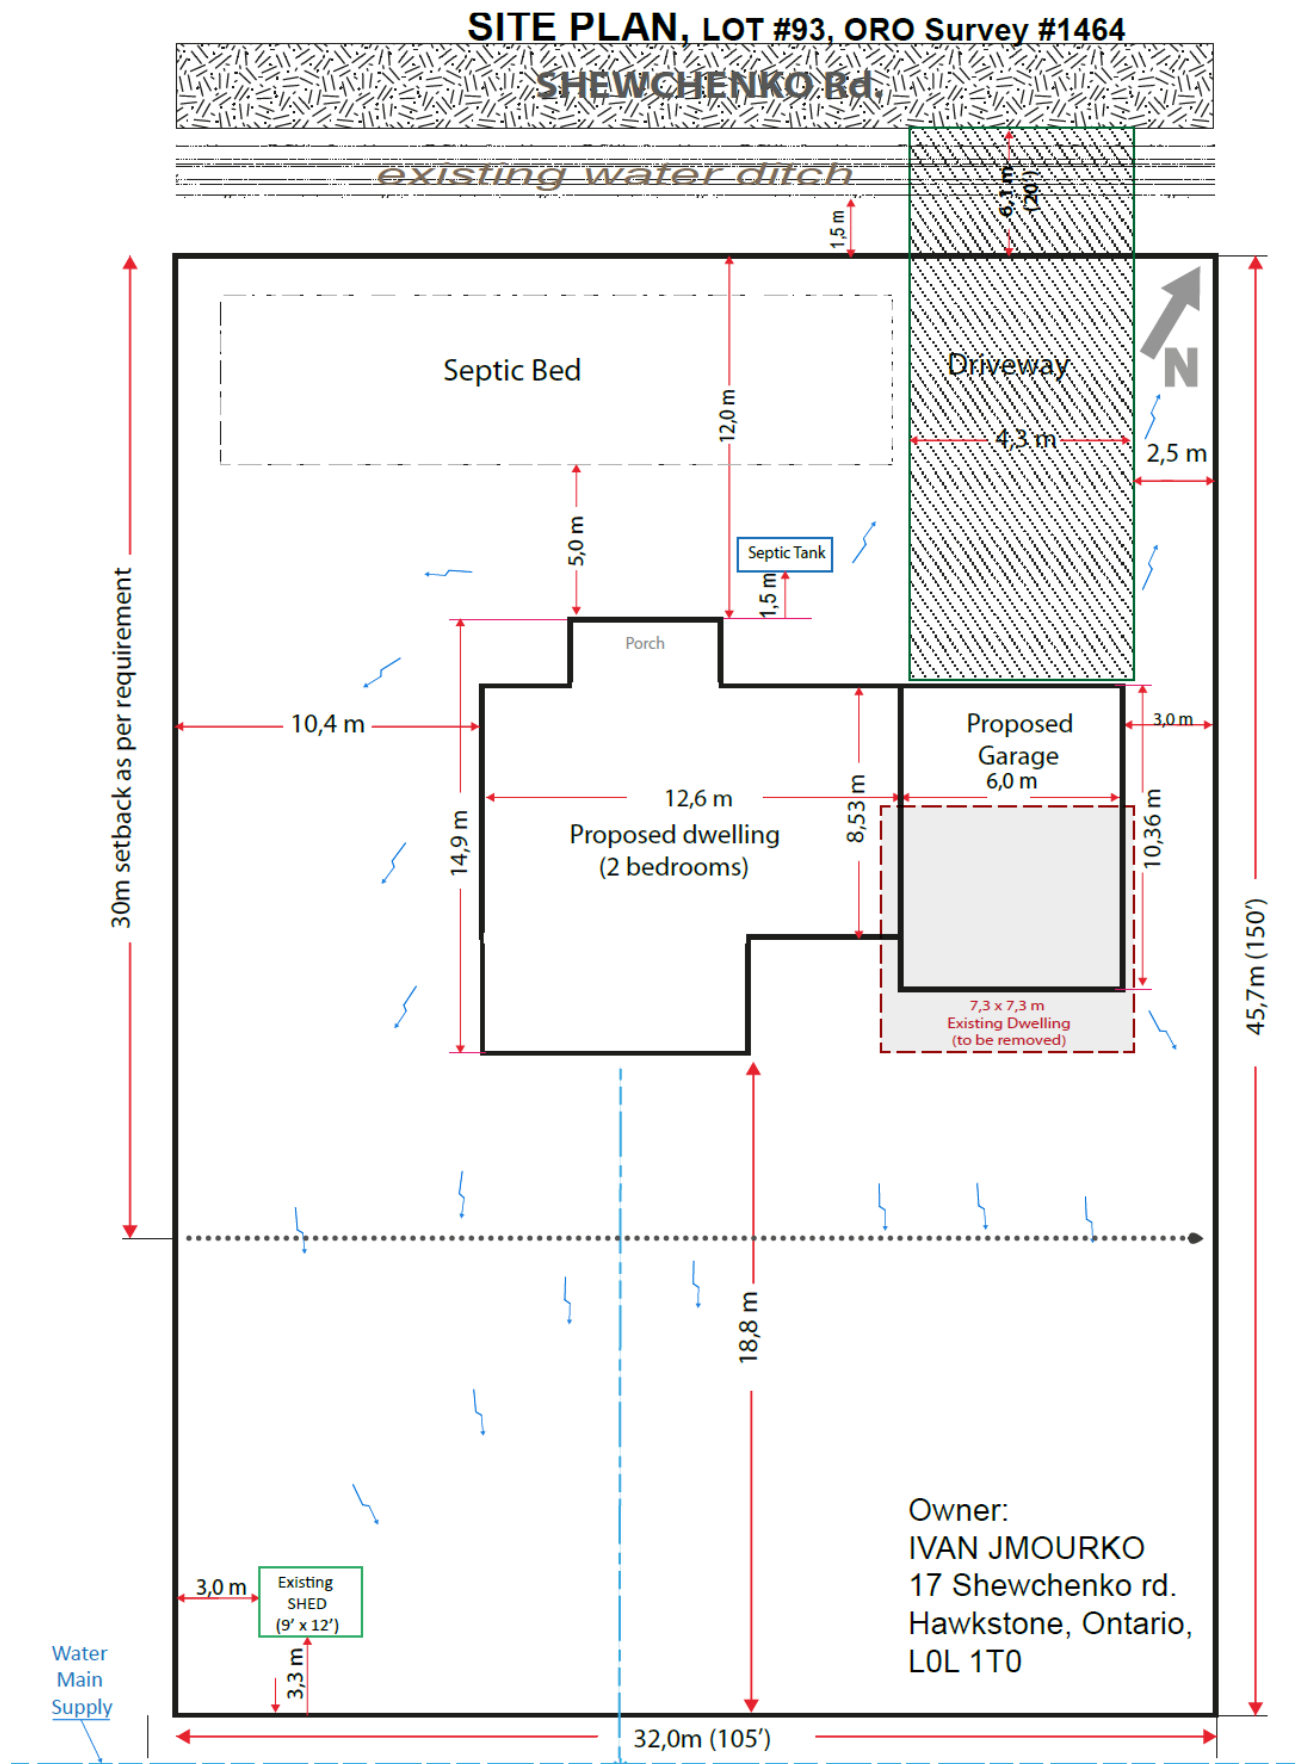 SITE PLAN, LOT #93, ORO Survey #1464
SHEWCHENKO Rd.
existing water ditch
6,1 m
(20')
1,5 m
N
Septic Bed
Driveway
12,0 m
4,3 m
2,5 m
5,0 m
Septic Tank
1,5 m
30m setback as per requirement
Porch
10,4 m
Proposed
Garage
6,0 m
3,0 m
12,6 m
8,53 m
10,36 m
14,9 m
Proposed dwelling
(2 bedrooms)
45,7m (150')
7,3 x 7,3 m
Existing Dwelling
(to be removed)
18,8 m
Owner:
IVAN JMOURKO
17 Shewchenko rd.
Hawkstone, Ontario,
L0L 1T0
3,0 m
Existing
SHED
(9' x 12')
3,3 m
Water
Main
Supply
32,0m (105')